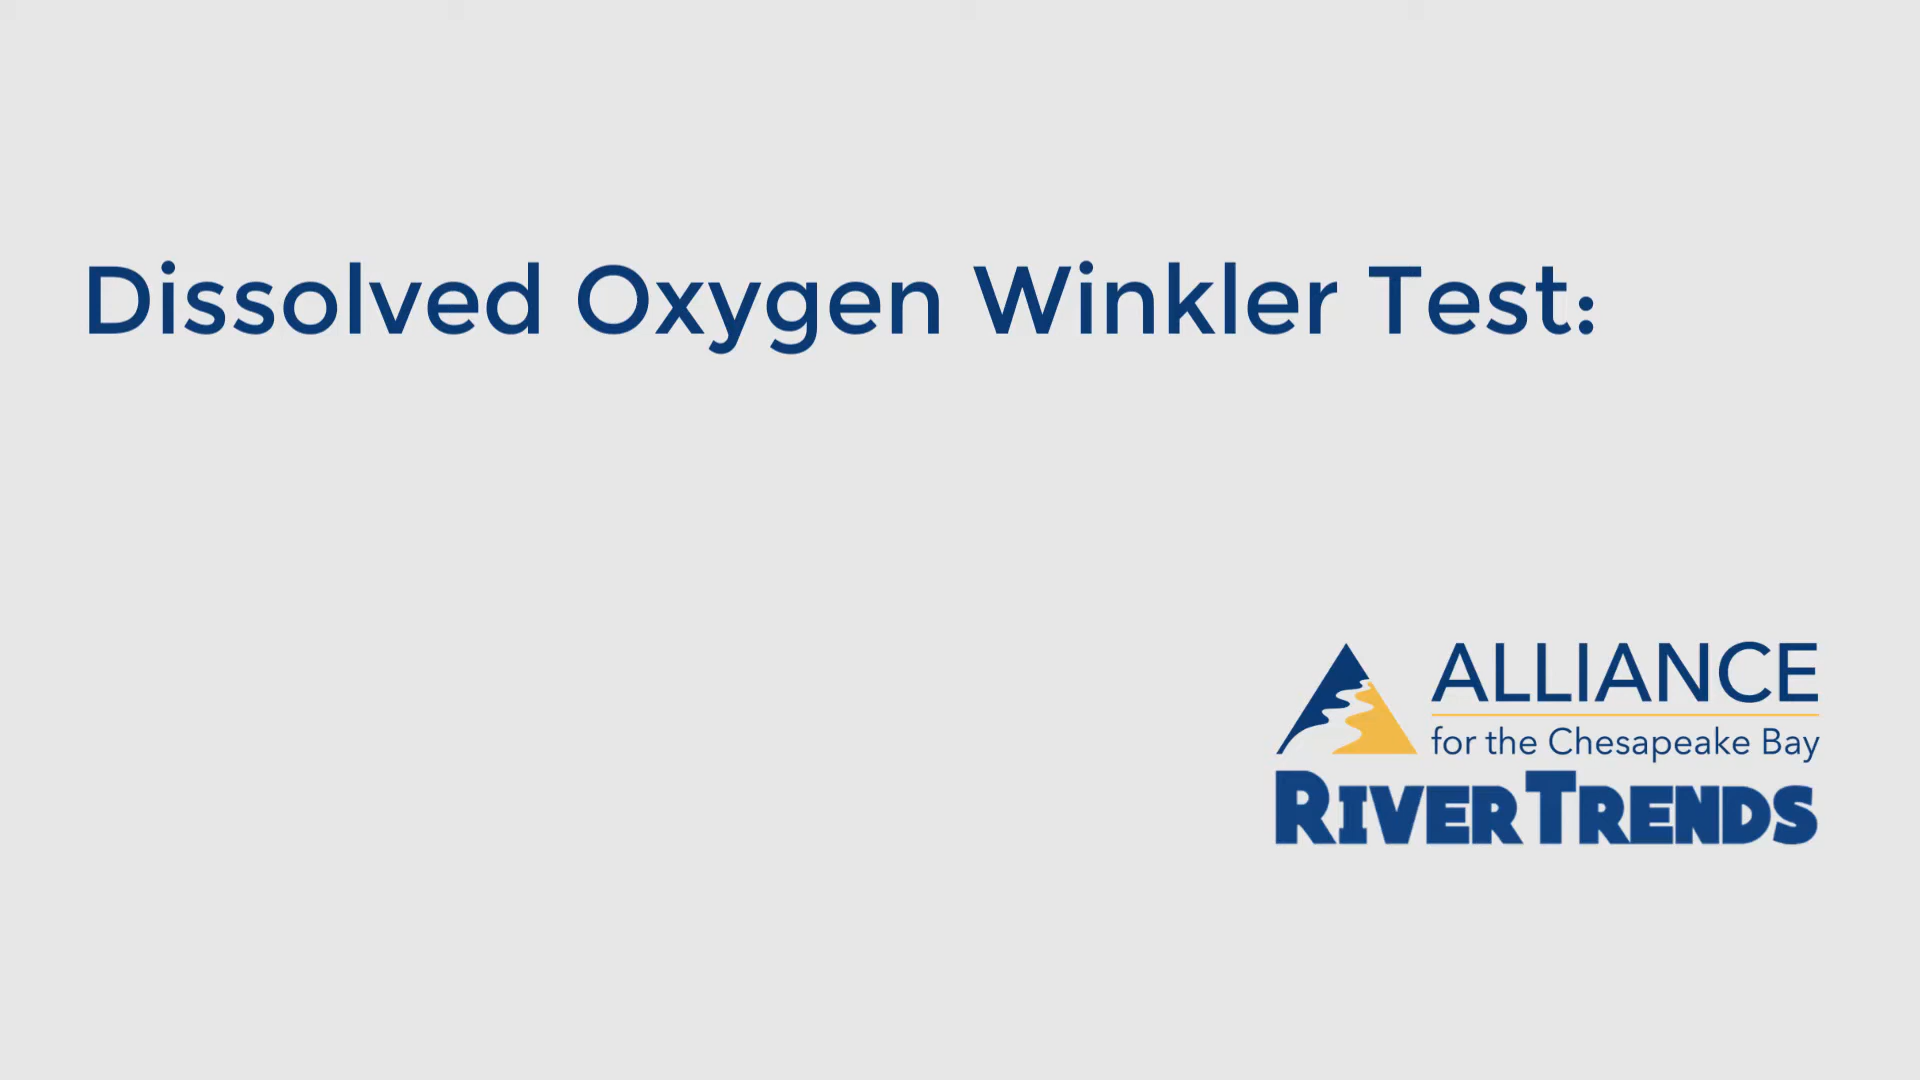 Dissolved Oxygen Winkler Test:
ALLIANCE
for the Chesapeake Bay
RIVERTRENDS